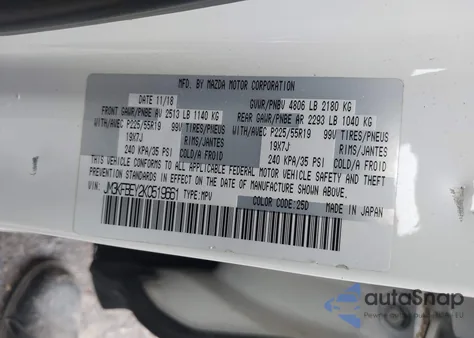 MFD. BY MAZDA MOTOR CORPORATION
DATE 11/18 GVWR/PNBV 4806 LB 2180 KG
FRONT GAWR/PNBE AV 2513 LB 1140 KG REAR GAWR/PNBE AR 2293 LB 1040 KG
WITH/AVEC P225/55R19 99V TIRES/PNEUS WITH/AVEC P225/55R19 99V TIRES/PNEUS
19X7J RIMS/JANTES 19X7J RIMS/JANTES
240 KPA/35 PSI COLD/A FROID 240 KPA/35 PSI COLD/A FROID
THIS VEHICLE CONFORMS TO ALL APPLICABLE FEDERAL MOTOR VEHICLE SAFETY AND THEFT
PREVENTION STANDARDS IN EFFECT ON THE DATE OF MANUFACTURE SHOWN ABOVE.
VIN: TYPE:MPV
COLOR CODE:25D MADE IN JAPAN
autoSnap